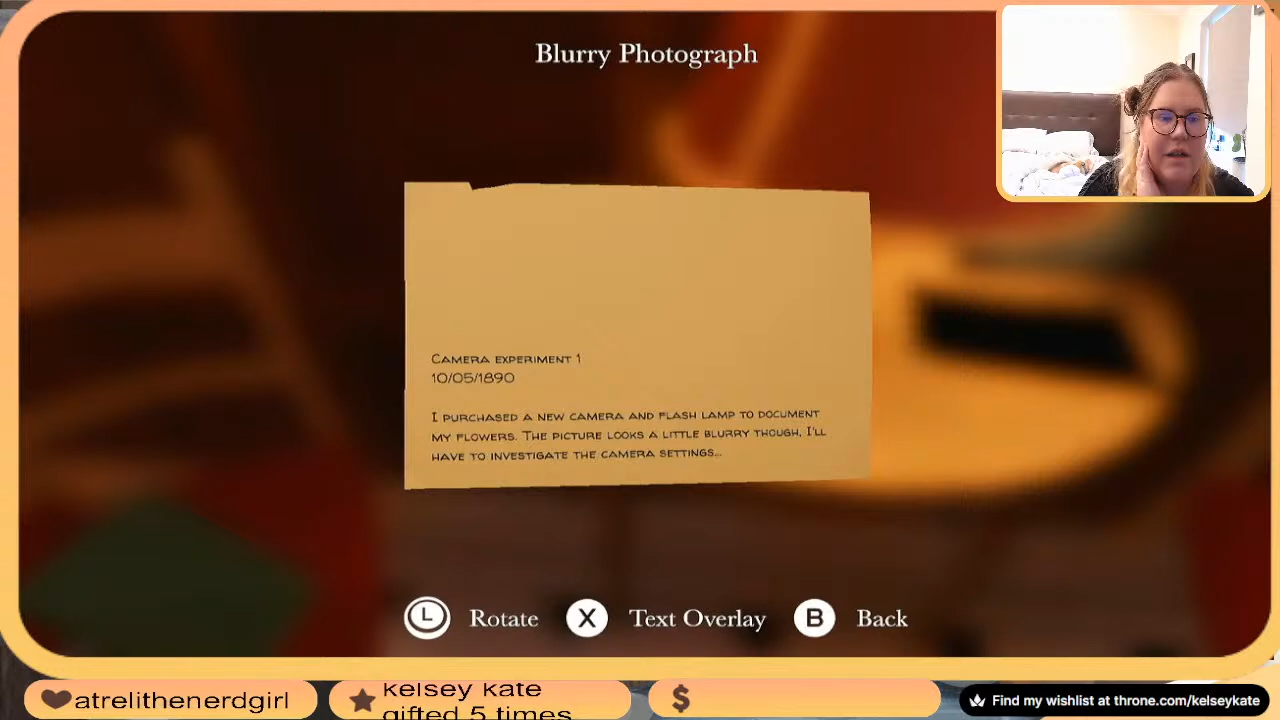 Blurry Photograph
Camera experiment 1
10/05/1890
I purchased a new camera and flash lamp to document
my flowers. The picture looks a little blurry though, I'll
have to investigate the camera settings...
L Rotate X Text Overlay B Back
atrelithenerdgirl
kelsey kate
gifted 5 times
$
Find my wishlist at throne.com/kelseykate